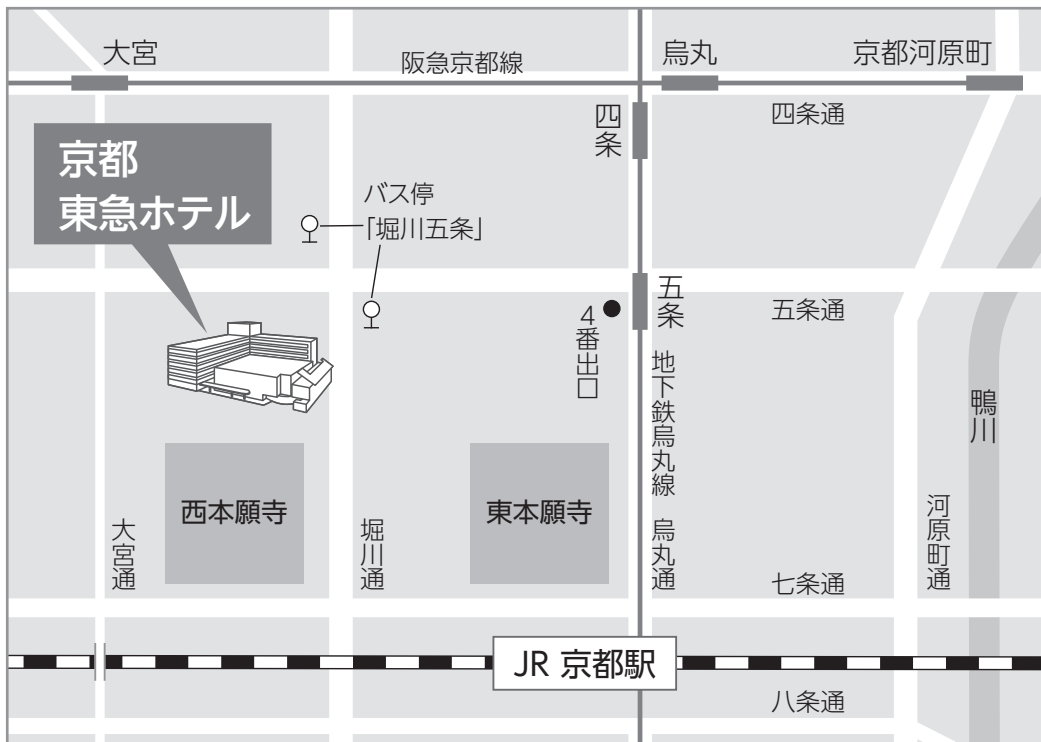 大宮
阪急京都線
烏丸
京都河原町
四条
四条通
京都
東急ホテル
バス停
「堀川五条」
五条
五条通
4番出口
地下鉄烏丸線 烏丸通
鴨川
西本願寺
東本願寺
大宮通
堀川通
河原町通
七条通
JR 京都駅
八条通